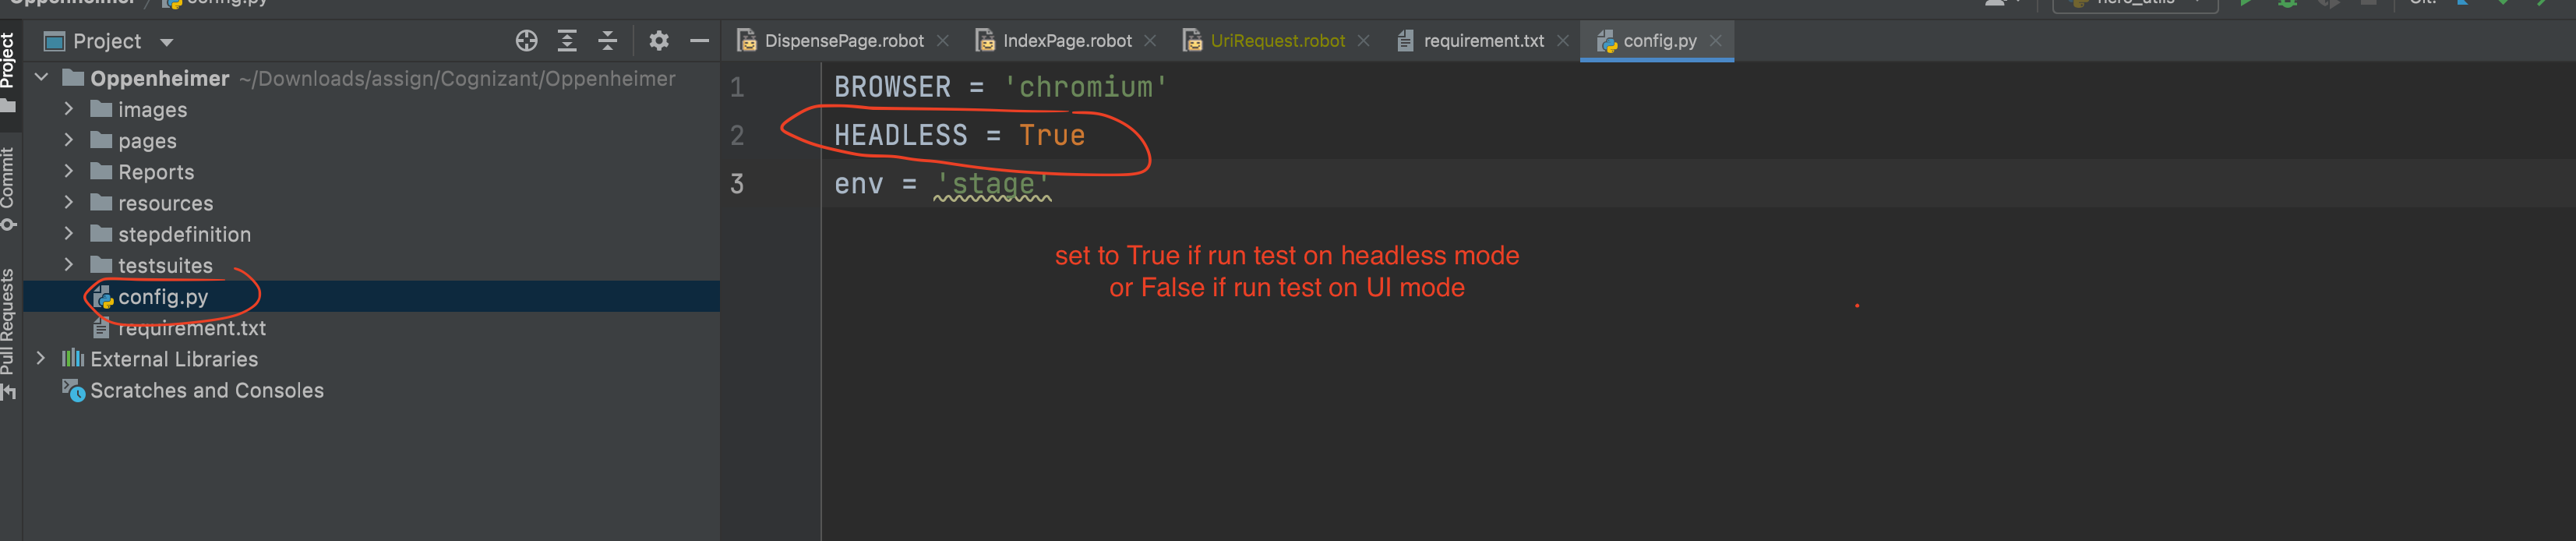 Oppenheimer / config.py
Project
DispensePage.robot
IndexPage.robot
UriRequest.robot
requirement.txt
config.py
Oppenheimer ~/Downloads/assign/Cognizant/Oppenheimer
images
pages
Reports
resources
stepdefinition
testsuites
config.py
requirement.txt
External Libraries
Scratches and Consoles
Project
Commit
Pull Requests
1 BROWSER = 'chromium'
2 HEADLESS = True
3 env = 'stage'
set to True if run test on headless mode
or False if run test on UI mode